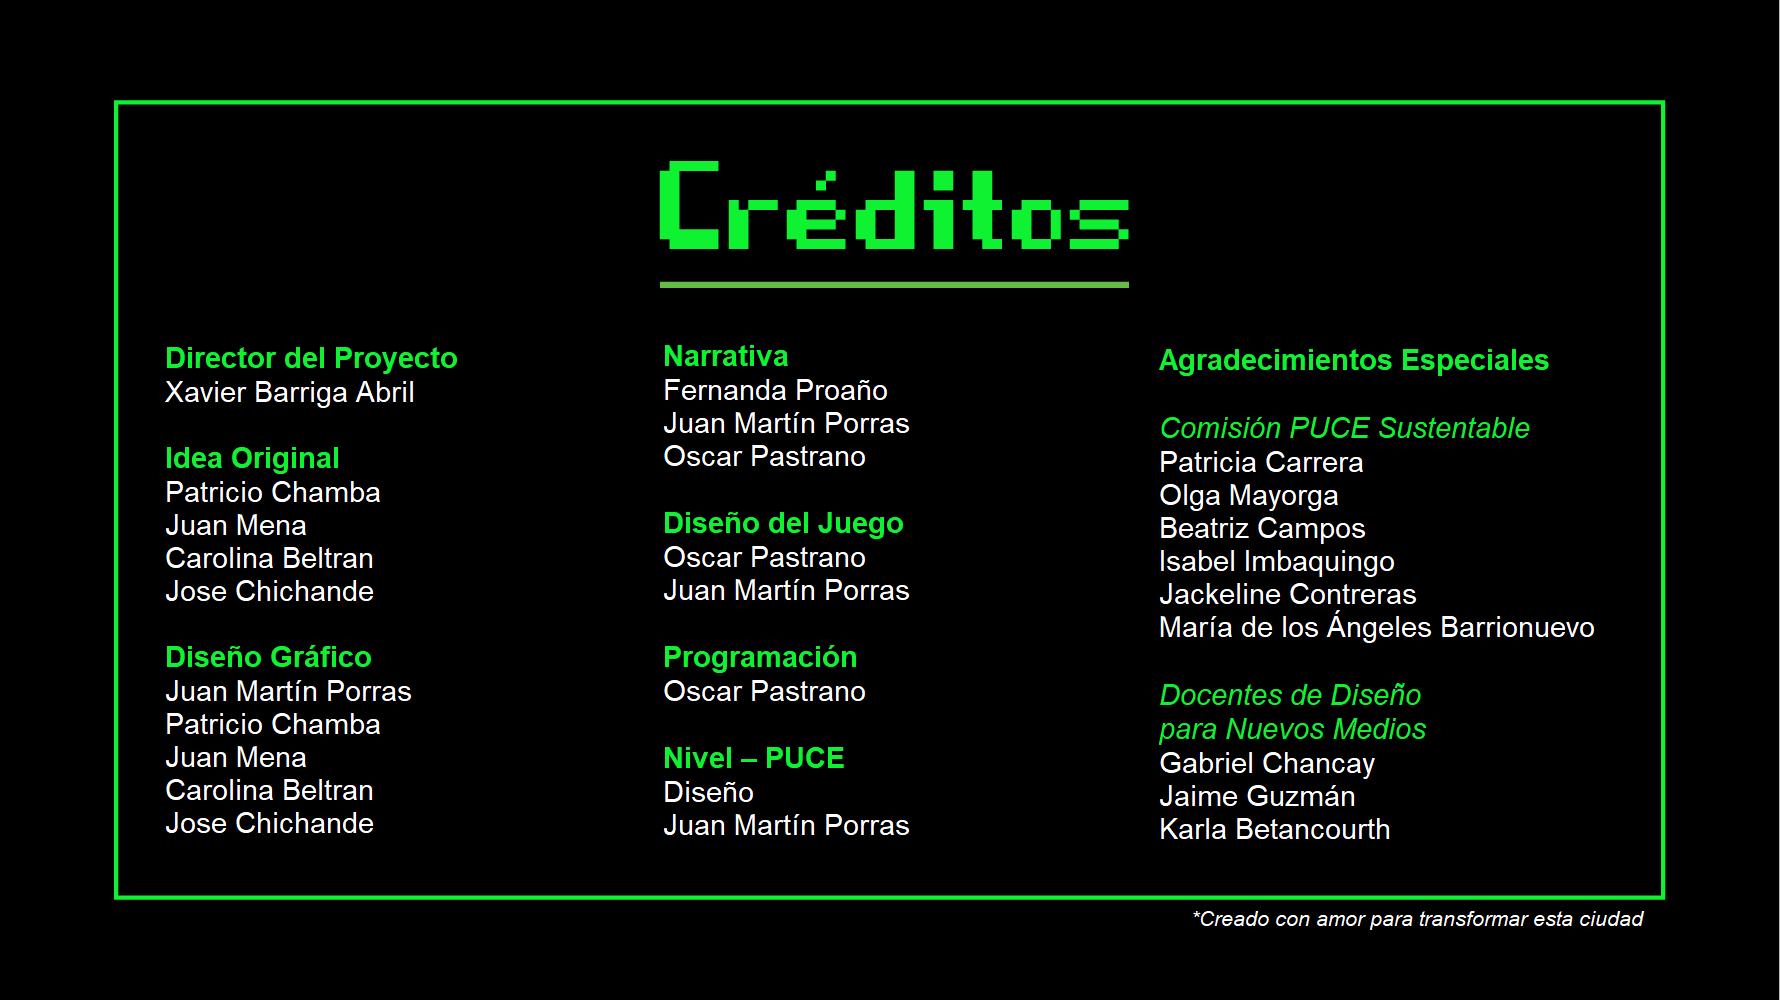 Créditos
Director del Proyecto
Xavier Barriga Abril
Idea Original
Patricio Chamba
Juan Mena
Carolina Beltran
Jose Chichande
Diseño Gráfico
Juan Martín Porras
Patricio Chamba
Juan Mena
Carolina Beltran
Jose Chichande
Narrativa
Fernanda Proaño
Juan Martín Porras
Oscar Pastrano
Diseño del Juego
Oscar Pastrano
Juan Martín Porras
Programación
Oscar Pastrano
Nivel – PUCE
Diseño
Juan Martín Porras
Agradecimientos Especiales
Comisión PUCE Sustentable
Patricia Carrera
Olga Mayorga
Beatriz Campos
Isabel Imbaquingo
Jackeline Contreras
María de los Ángeles Barrionuevo
Docentes de Diseño
para Nuevos Medios
Gabriel Chancay
Jaime Guzmán
Karla Betancourth
*Creado con amor para transformar esta ciudad